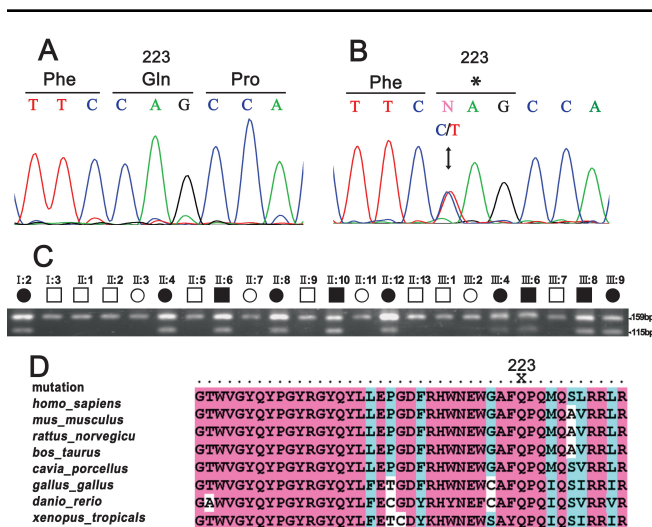 A
223
Phe Gln Pro
T T C C A G C C A
B
223
Phe *
T T C N A G C C A
C/T
C
I:2 I:3 II:1 II:2 II:3 II:4 II:5 II:6 II:7 II:8 II:9 II:10 II:11 II:12 II:13 III:1 III:2 III:4 III:6 III:7 III:8 III:9
-159bp
-115bp
D
223
mutation X
homo_sapiens GTWVGYQYPGYRGYQYLLEPGDFRHWNEWGAFQPQMQSLRRLR
mus_musculus GTWVGYQYPGYRGYQYLLEPGDFRHWNEWGAFQPQMQAVRRLR
rattus_norvegicu GTWVGYQYPGYRGYQYLLEPGDFRHWNEWGAFQPQMQSVRRLR
bos_taurus GTWVGYQYPGYRGYQYLLEPGDFRHWNEWGAFQPQMQAVRRLR
cavia_porcellus GTWVGYQYPGYRGYQYLLEPGDFRHWNEWGAFQPQMQSVRRLR
gallus_gallus GTWVGYQYPGYRGYQYLFETGDFRHWNEWCAFQPQIQSIRRIR
danio_rerio GAWVGYQYPGYRGYQYLFECGDYRHYNEFCAFQPQIQSVRRVR
xenopus_tropicals GTWVGYQYPGYRGYQYLFETCDYKHWNEWSAYQPQIQSIRRIR